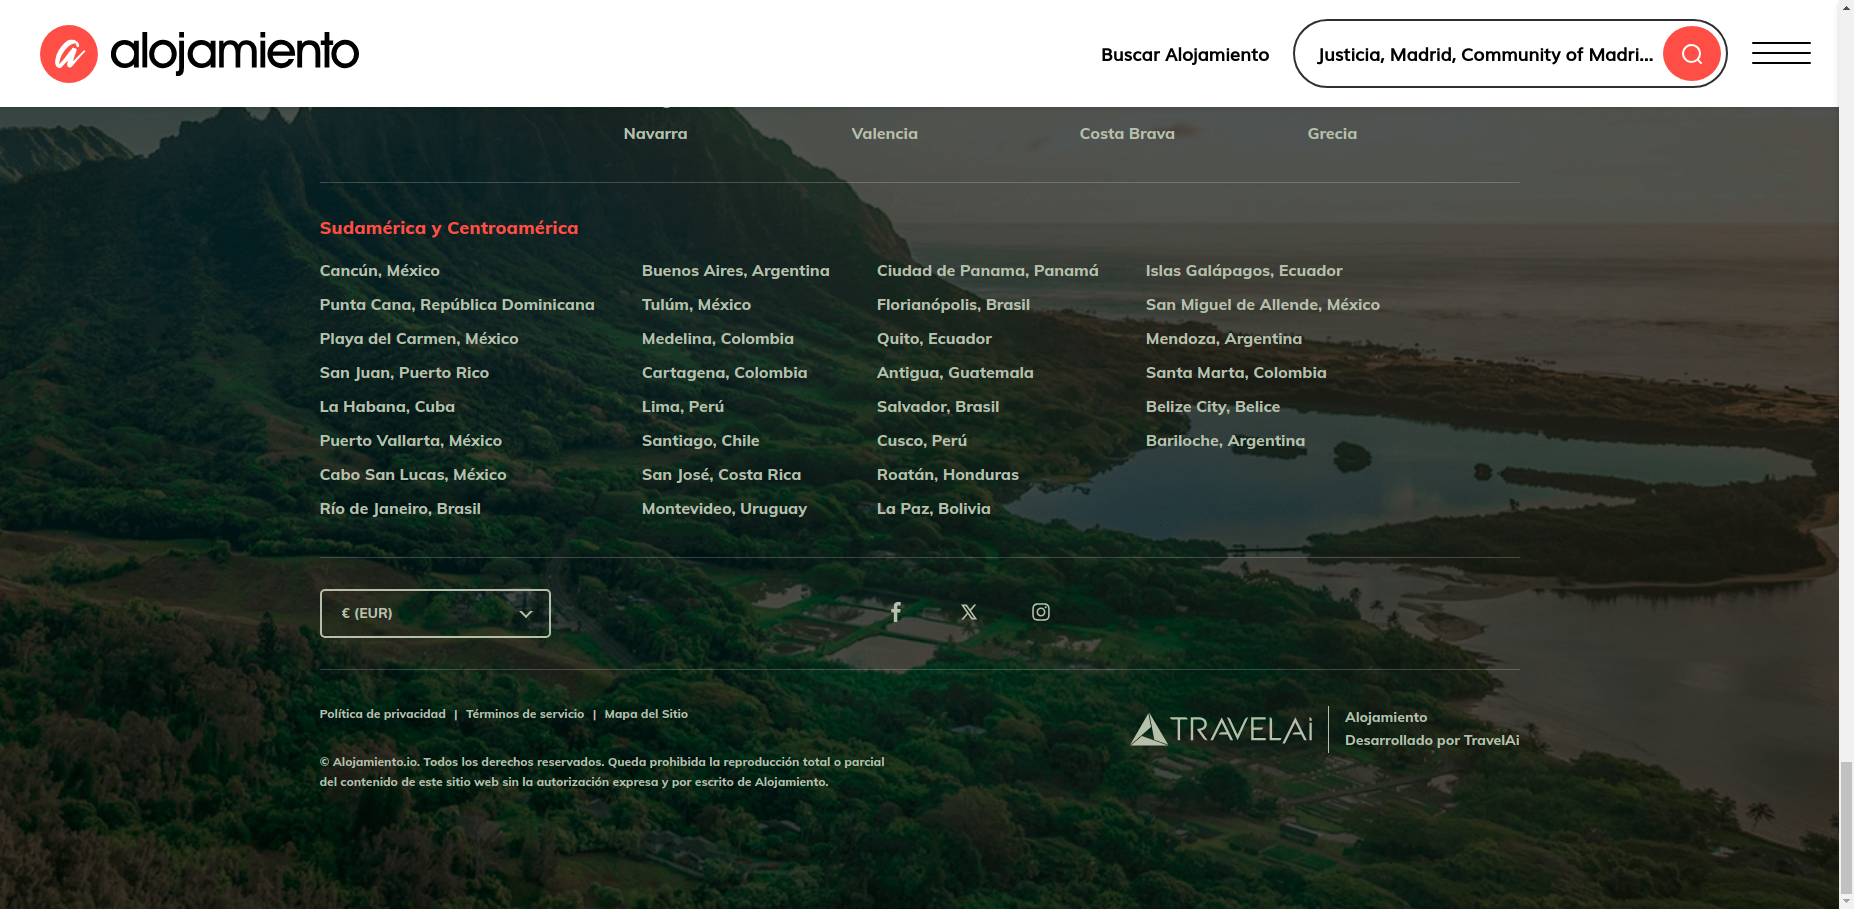 alojamiento
Buscar Alojamiento
Justicia, Madrid, Community of Madri...
Navarra
Valencia
Costa Brava
Grecia
Sudamérica y Centroamérica
Cancún, México
Punta Cana, República Dominicana
Playa del Carmen, México
San Juan, Puerto Rico
La Habana, Cuba
Puerto Vallarta, México
Cabo San Lucas, México
Río de Janeiro, Brasil
Buenos Aires, Argentina
Tulúm, México
Medelina, Colombia
Cartagena, Colombia
Lima, Perú
Santiago, Chile
San José, Costa Rica
Montevideo, Uruguay
Ciudad de Panama, Panamá
Florianópolis, Brasil
Quito, Ecuador
Antigua, Guatemala
Salvador, Brasil
Cusco, Perú
Roatán, Honduras
La Paz, Bolivia
Islas Galápagos, Ecuador
San Miguel de Allende, México
Mendoza, Argentina
Santa Marta, Colombia
Belize City, Belice
Bariloche, Argentina
€ (EUR)
Política de privacidad | Términos de servicio | Mapa del Sitio
© Alojamiento.io. Todos los derechos reservados. Queda prohibida la reproducción total o parcial
del contenido de este sitio web sin la autorización expresa y por escrito de Alojamiento.
TRAVELAi
Alojamiento
Desarrollado por TravelAi